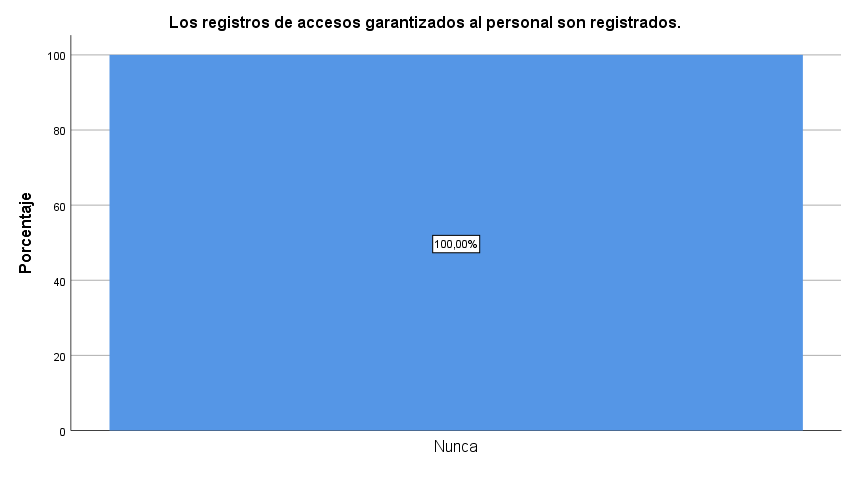 Los registros de accesos garantizados al personal son registrados.
100
80
60
40
20
0
Porcentaje
100,00%
Nunca